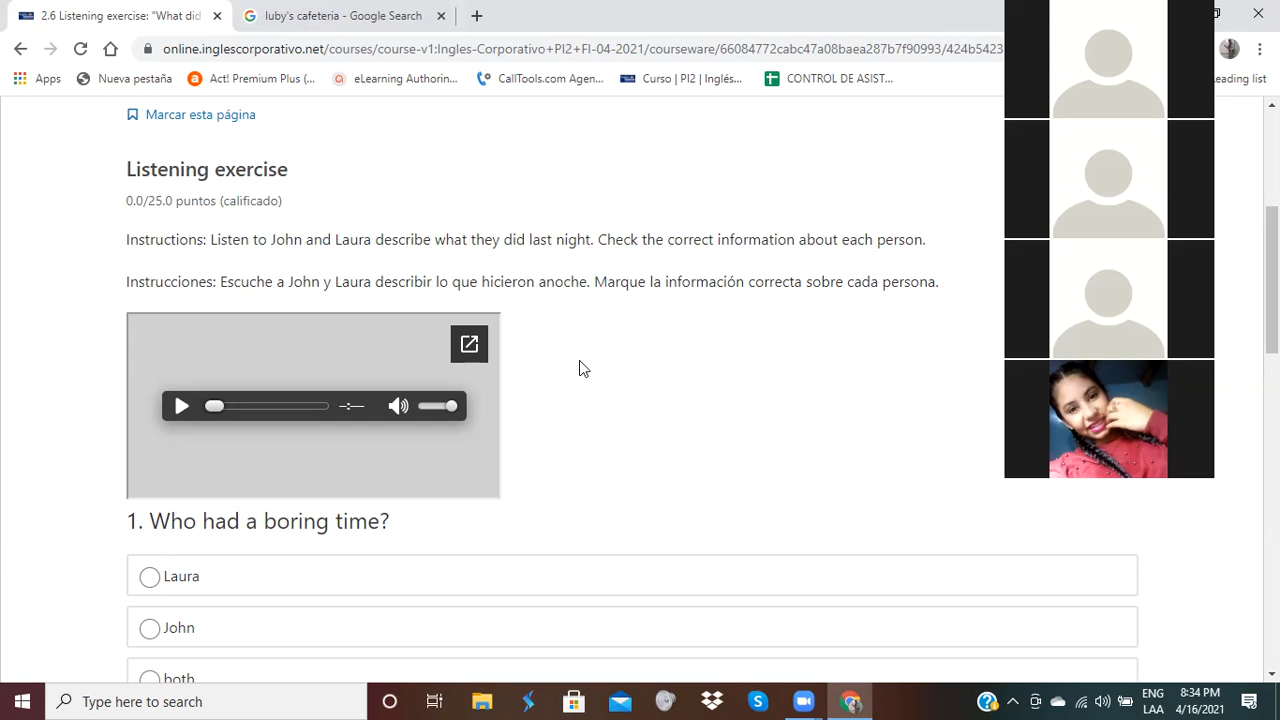 2.6 Listening exercise: "What did
luby's cafeteria - Google Search
online.inglescorporativo.net/courses/course-v1:Ingles-Corporativo+PI2+FI-04-2021/courseware/66084772cabc47a08baea287b7f90993/424b5423
Apps
Nueva pestaña
Act! Premium Plus (...
eLearning Authorin...
CallTools.com Agen...
Curso | PI2 | Inglés...
CONTROL DE ASIST...
eading list
Marcar esta página
Listening exercise
0.0/25.0 puntos (calificado)
Instructions: Listen to John and Laura describe what they did last night. Check the correct information about each person.
Instrucciones: Escuche a John y Laura describir lo que hicieron anoche. Marque la información correcta sobre cada persona.
-:--
1. Who had a boring time?
Laura
John
both
Type here to search
ENG
LAA
8:34 PM
4/16/2021